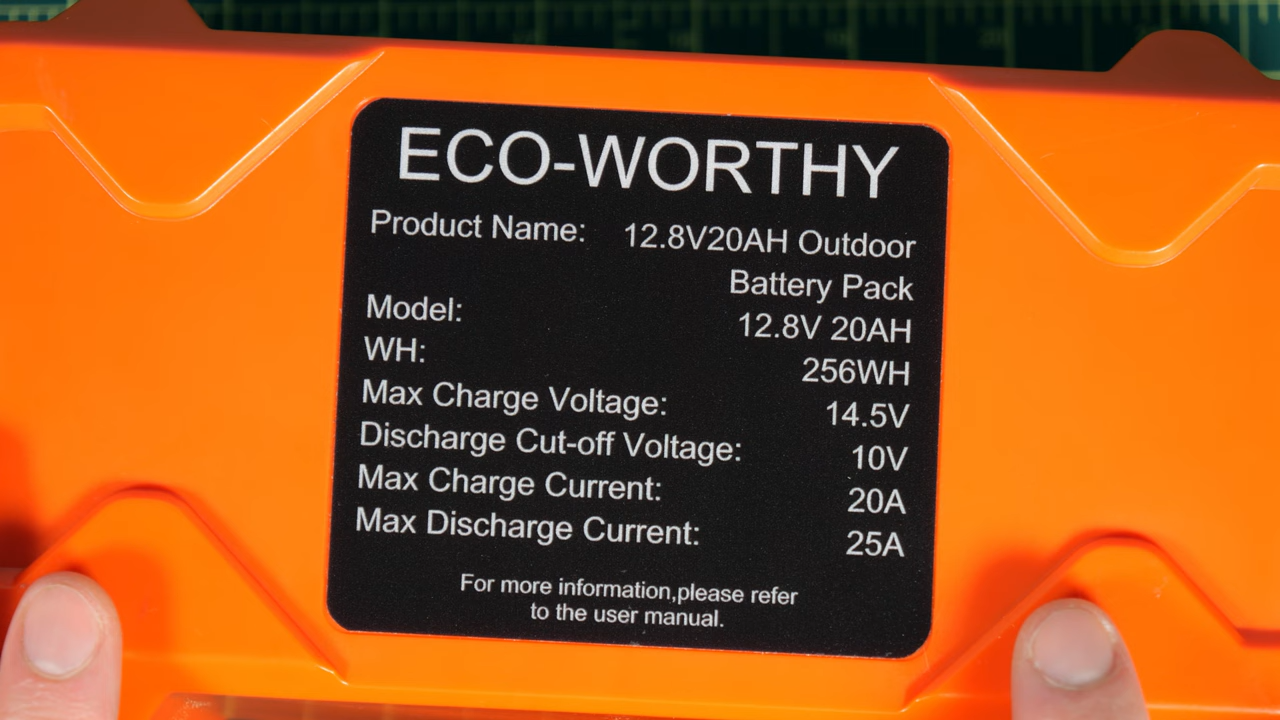 ECO-WORTHY
Product Name: 12.8V20AH Outdoor
Battery Pack
Model: 12.8V 20AH
WH: 256WH
Max Charge Voltage: 14.5V
Discharge Cut-off Voltage: 10V
Max Charge Current: 20A
Max Discharge Current: 25A
For more information,please refer
to the user manual.